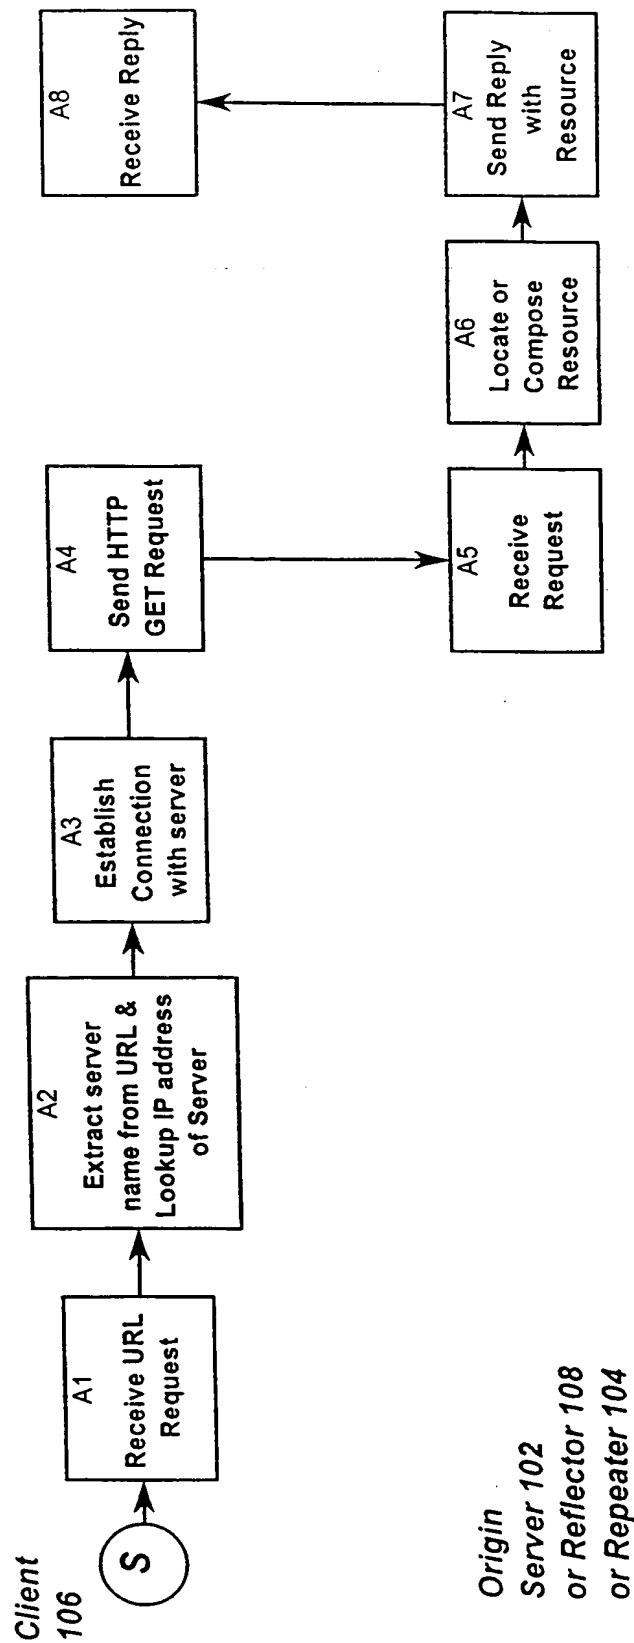 Client
106
S
A1
Receive URL
Request
A2
Extract server
name from URL &
Lookup IP address
of Server
A3
Establish
Connection
with server
A4
Send HTTP
GET Request
A8
Receive Reply
Origin
Server 102
or Reflector 108
or Repeater 104
A5
Receive
Request
A6
Locate or
Compose
Resource
A7
Send Reply
with
Resource